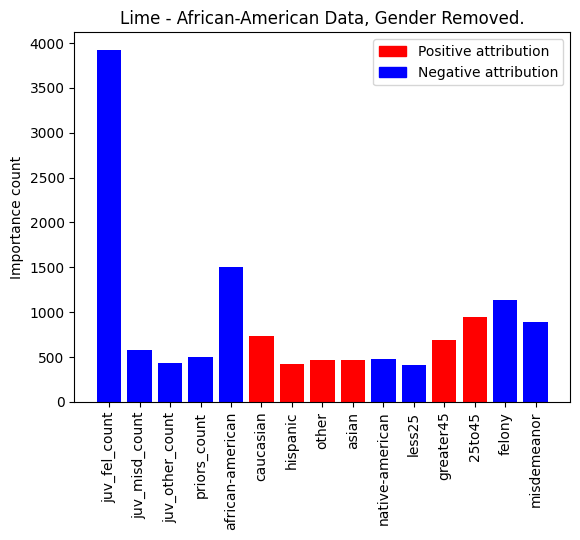 Lime - African-American Data, Gender Removed.
Positive attribution
Negative attribution
Importance count
4000
3500
3000
2500
2000
1500
1000
500
0
juv_fel_count
juv_misd_count
juv_other_count
priors_count
african-american
caucasian
hispanic
other
asian
native-american
less25
greater45
25to45
felony
misdemeanor